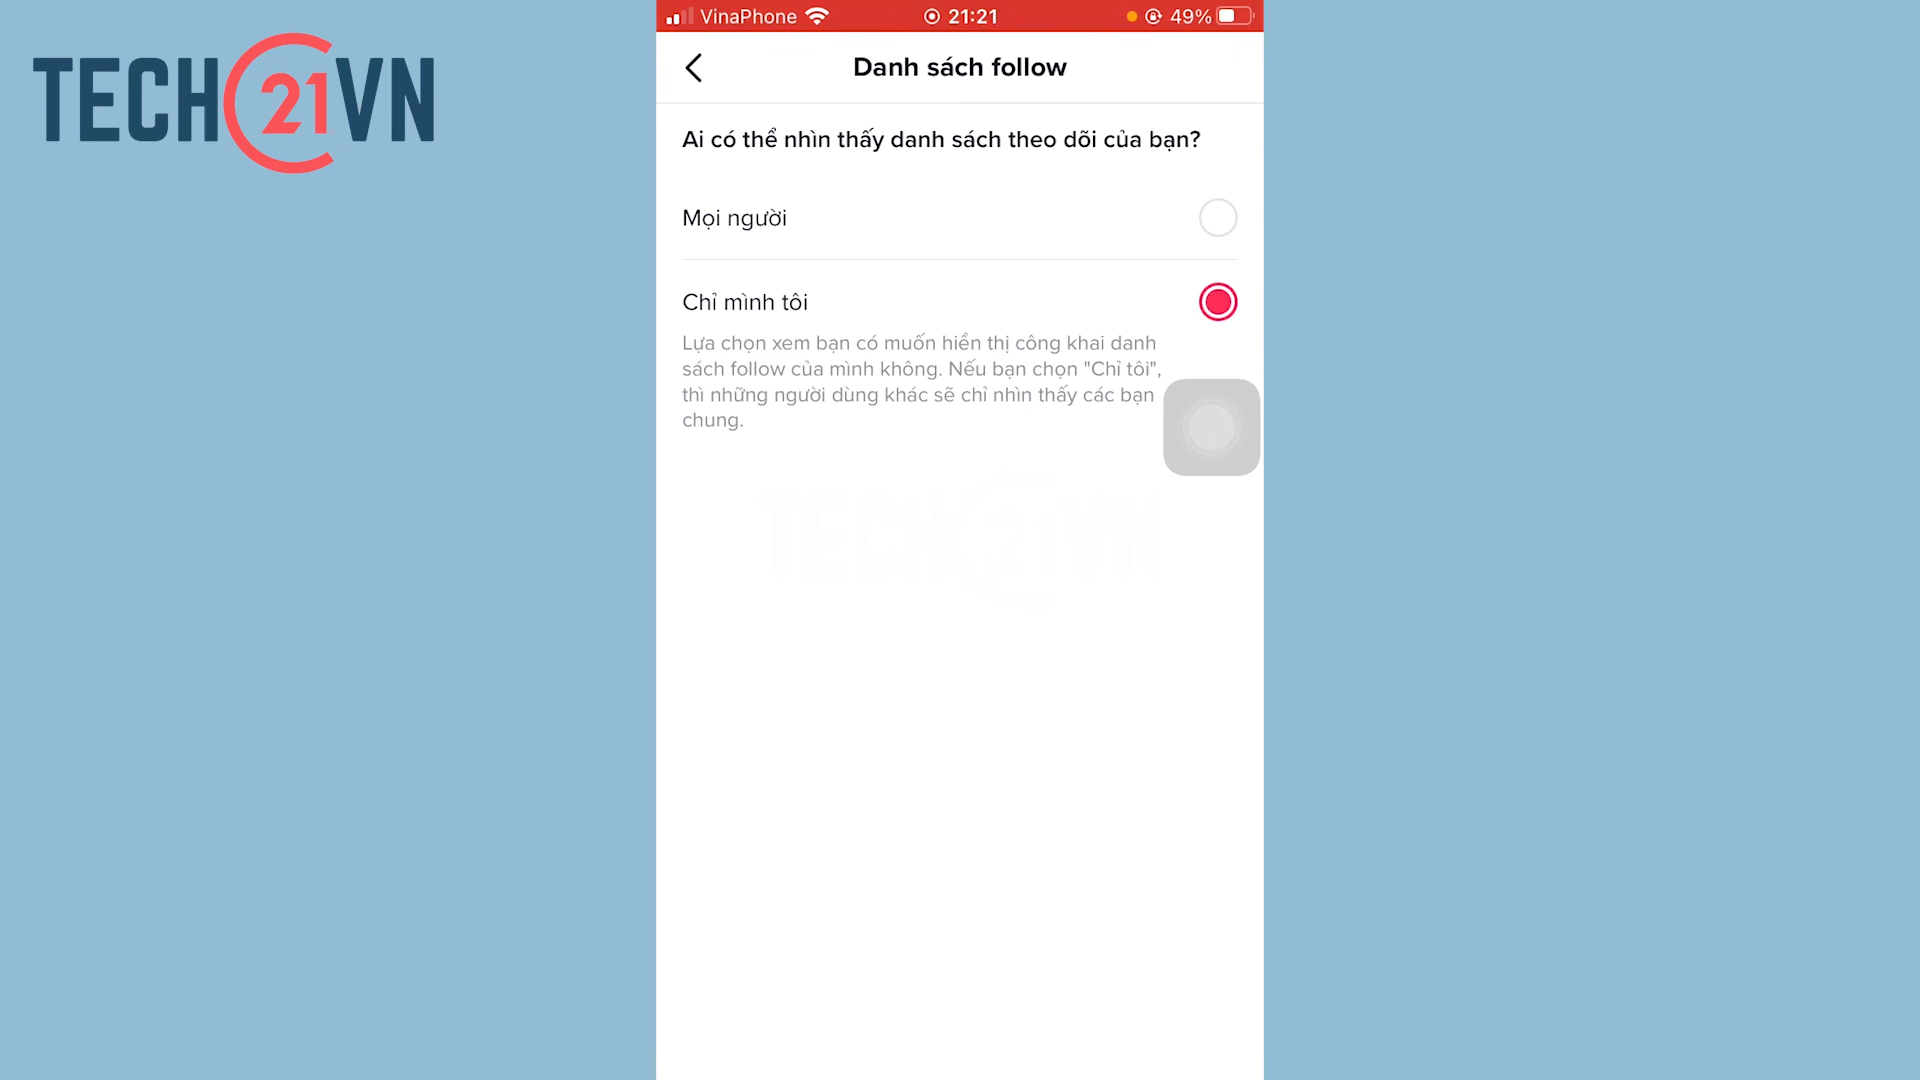 TECH21VN
VinaPhone 21:21 49%
Danh sách follow
Ai có thể nhìn thấy danh sách theo dõi của bạn?
Mọi người
Chỉ mình tôi
Lựa chọn xem bạn có muốn hiển thị công khai danh
sách follow của mình không. Nếu bạn chọn "Chỉ tôi",
thì những người dùng khác sẽ chỉ nhìn thấy các bạn
chung.
TECH21VN